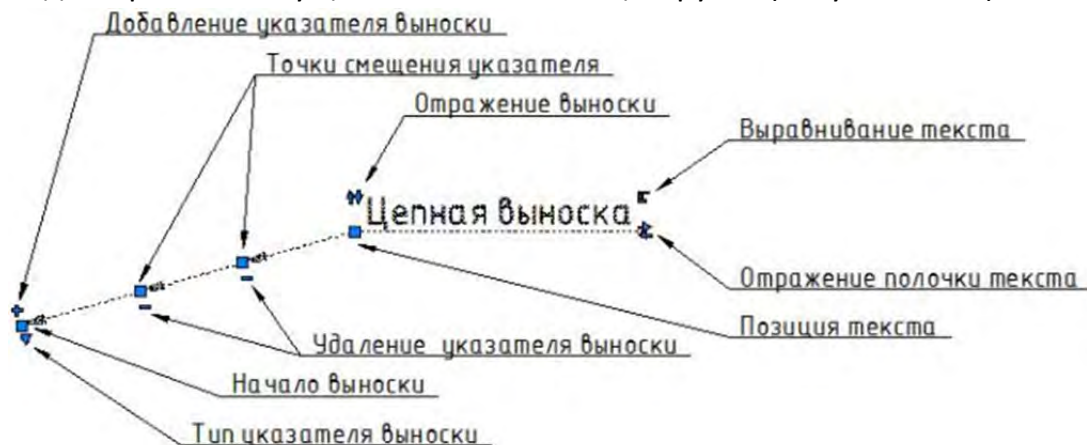 Добавление указателя выноски
Точки смещения указателя
Отражение выноски
Выравнивание текста
Цепная выноска
Отражение полочки текста
Позиция текста
Удаление указателя выноски
Начало выноски
Тип указателя выноски